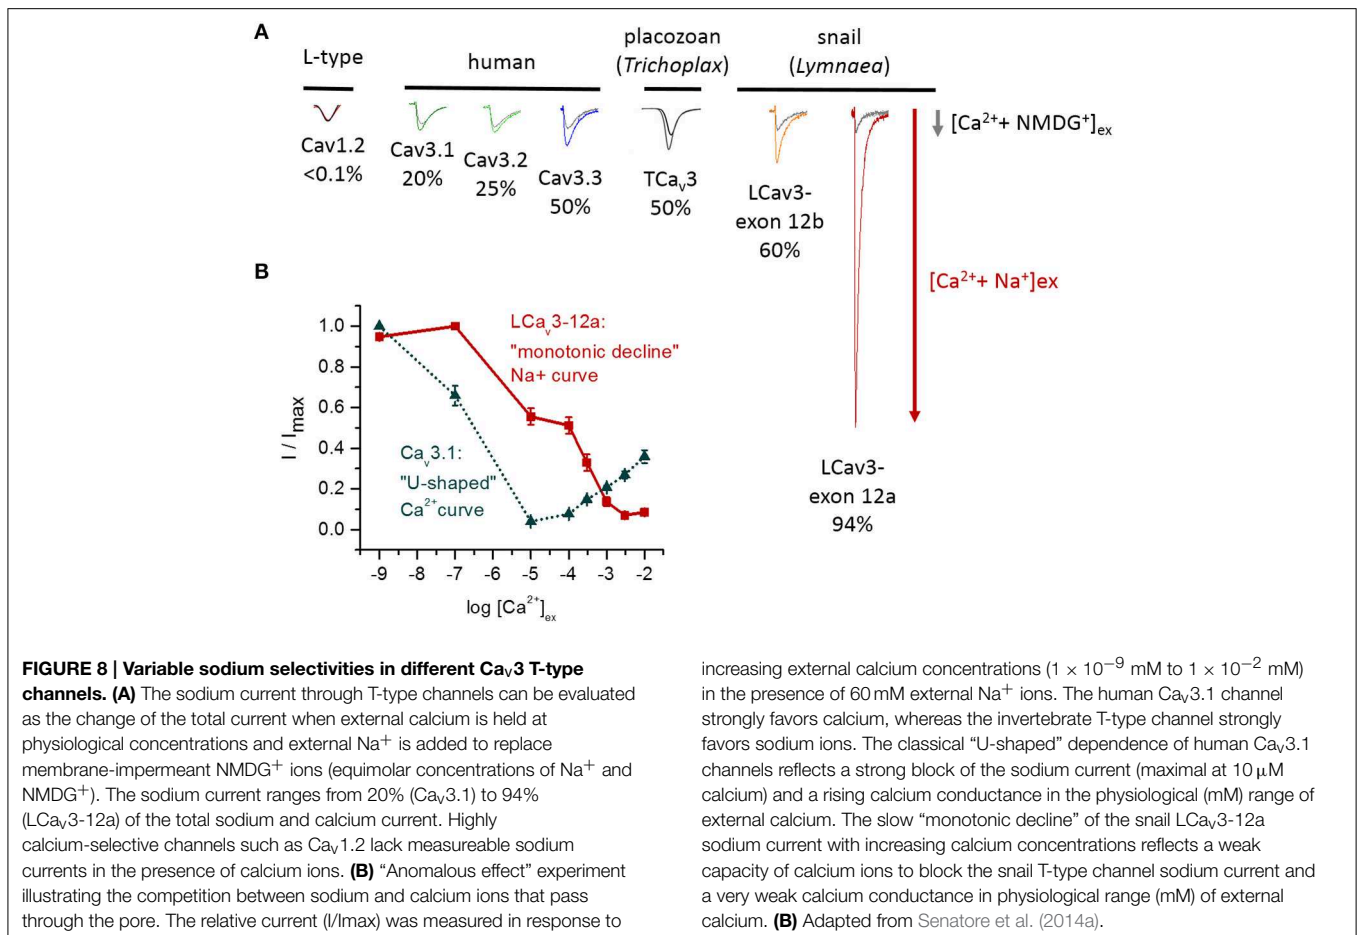 A
L-type
human
placozoan
(Trichoplax)
snail
(Lymnaea)
Cav1.2
<0.1%
Cav3.1
20%
Cav3.2
25%
Cav3.3
50%
TCaᵥ3
50%
LCav3-
exon 12b
60%
LCav3-
exon 12a
94%
[Ca²⁺+ NMDG⁺]ex
[Ca²⁺+ Na⁺]ex
B
I / Imax
1.0
0.8
0.6
0.4
0.2
0.0
LCaᵥ3-12a:
"monotonic decline"
Na+ curve
Caᵥ3.1:
"U-shaped"
Ca²⁺ curve
-9 -8 -7 -6 -5 -4 -3 -2
log [Ca²⁺]ex
FIGURE 8 | Variable sodium selectivities in different Caᵥ3 T-type
channels. (A) The sodium current through T-type channels can be evaluated
as the change of the total current when external calcium is held at
physiological concentrations and external Na⁺ is added to replace
membrane-impermeant NMDG⁺ ions (equimolar concentrations of Na⁺ and
NMDG⁺). The sodium current ranges from 20% (Caᵥ3.1) to 94%
(LCaᵥ3-12a) of the total sodium and calcium current. Highly
calcium-selective channels such as Caᵥ1.2 lack measureable sodium
currents in the presence of calcium ions. (B) “Anomalous effect” experiment
illustrating the competition between sodium and calcium ions that pass
through the pore. The relative current (I/Imax) was measured in response to
increasing external calcium concentrations (1 × 10⁻⁹ mM to 1 × 10⁻² mM)
in the presence of 60 mM external Na⁺ ions. The human Caᵥ3.1 channel
strongly favors calcium, whereas the invertebrate T-type channel strongly
favors sodium ions. The classical “U-shaped” dependence of human Caᵥ3.1
channels reflects a strong block of the sodium current (maximal at 10 μM
calcium) and a rising calcium conductance in the physiological (mM) range of
external calcium. The slow “monotonic decline” of the snail LCaᵥ3-12a
sodium current with increasing calcium concentrations reflects a weak
capacity of calcium ions to block the snail T-type channel sodium current and
a very weak calcium conductance in physiological range (mM) of external
calcium. (B) Adapted from Senatore et al. (2014a).